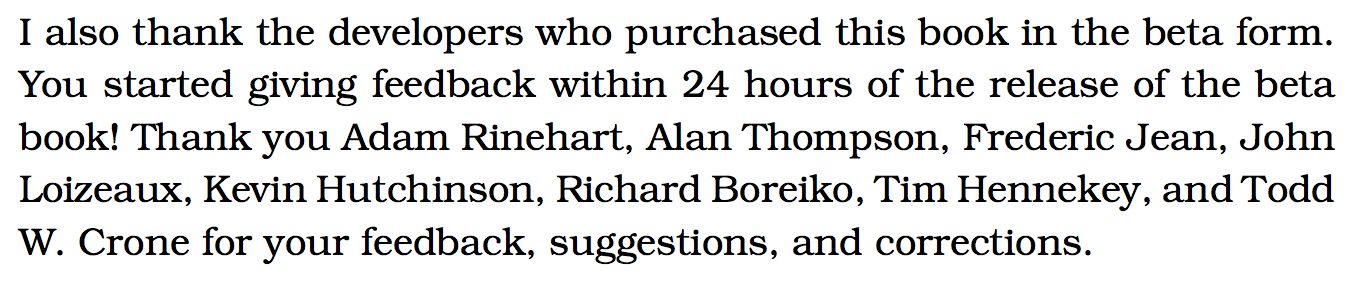 I also thank the developers who purchased this book in the beta form.
You started giving feedback within 24 hours of the release of the beta
book! Thank you Adam Rinehart, Alan Thompson, Frederic Jean, John
Loizeaux, Kevin Hutchinson, Richard Boreiko, Tim Hennekey, and Todd
W. Crone for your feedback, suggestions, and corrections.